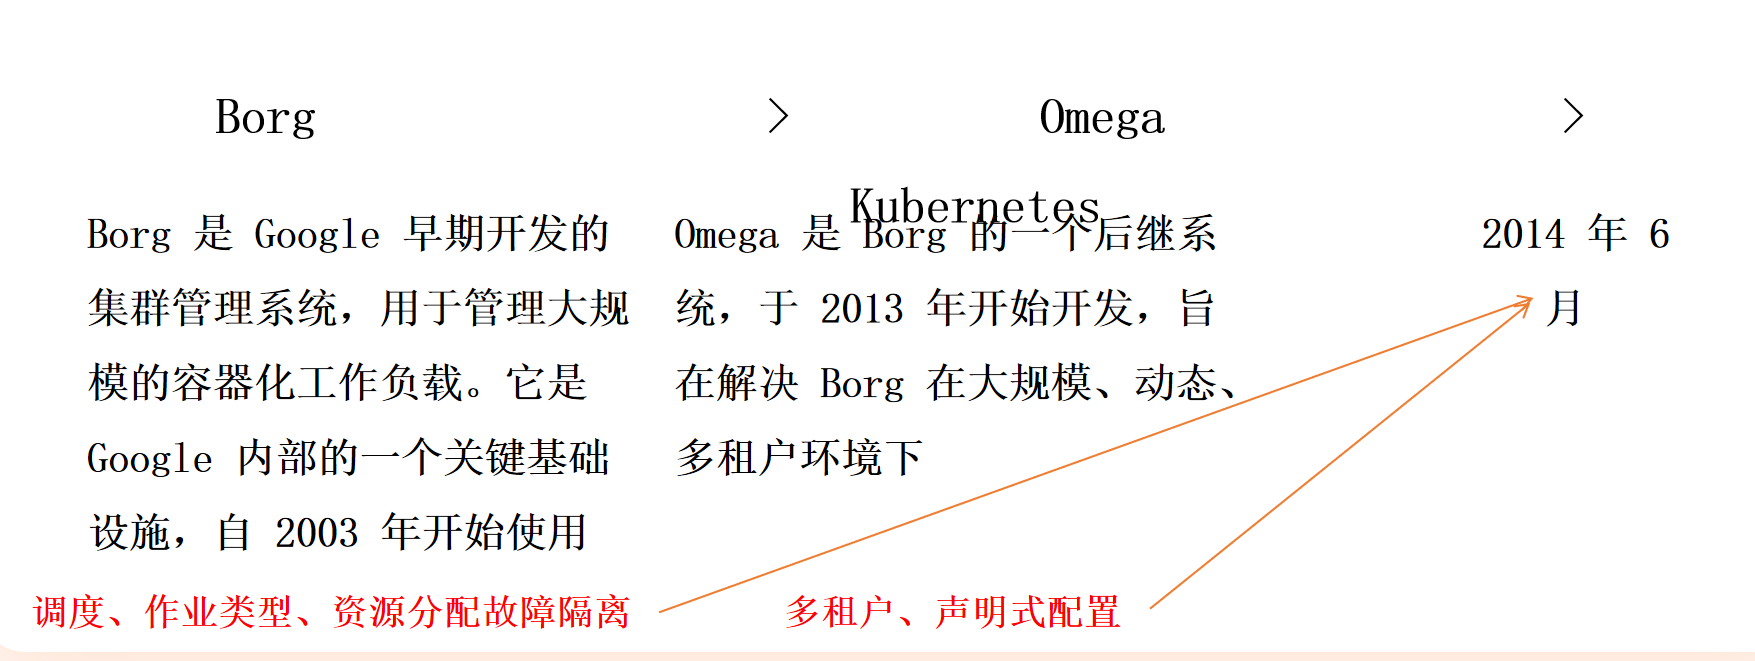 Borg > Omega >
Kubernetes
Borg 是 Google 早期开发的
集群管理系统，用于管理大规
模的容器化工作负载。它是
Google 内部的一个关键基础
设施，自 2003 年开始使用
Omega 是 Borg 的一个后继系
统，于 2013 年开始开发，旨
在解决 Borg 在大规模、动态、
多租户环境下
2014 年 6
月
调度、作业类型、资源分配故障隔离
多租户、声明式配置